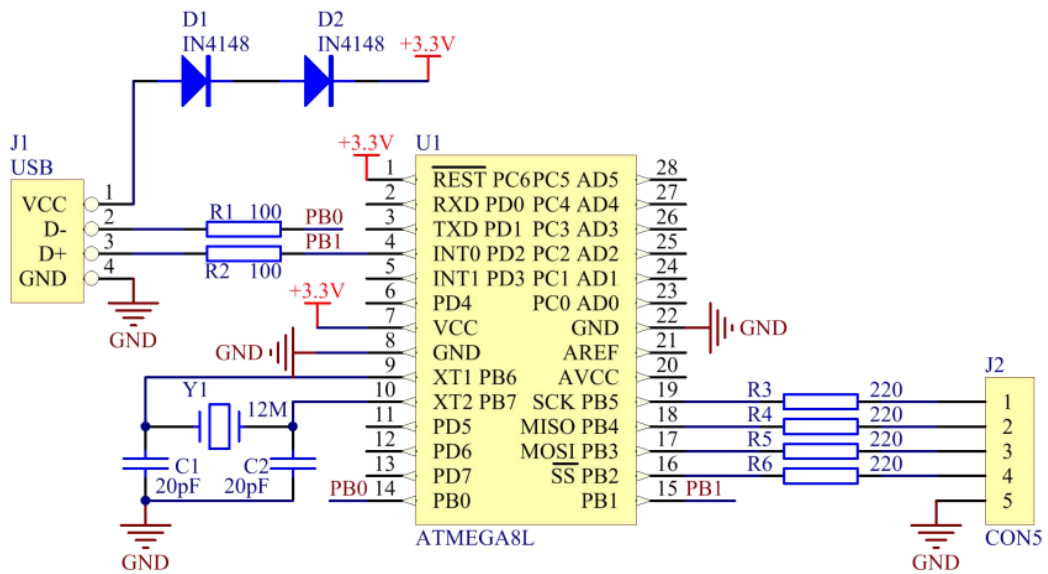 D1
IN4148
D2
IN4148
+3.3V
J1
USB
VCC 1
D- 2
D+ 3
GND 4
GND
R1 100 PB0
R2 100 PB1
+3.3V
U1
1 REST PC6 PC5 AD5 28
2 RXD PD0 PC4 AD4 27
3 TXD PD1 PC3 AD3 26
4 INT0 PD2 PC2 AD2 25
5 INT1 PD3 PC1 AD1 24
6 PD4 PC0 AD0 23
+3.3V
7 VCC GND 22 GND
GND 8 GND AREF 21
9 XT1 PB6 AVCC 20
10 XT2 PB7 SCK PB5 19
11 PD5 MISO PB4 18
12 PD6 MOSI PB3 17
13 PD7 SS PB2 16
PB0 14 PB0 PB1 15 PB1
ATMEGA8L
Y1 12M
C1
20pF
C2
20pF
GND
R3 220
R4 220
R5 220
R6 220
J2
1
2
3
4
5
CON5
GND